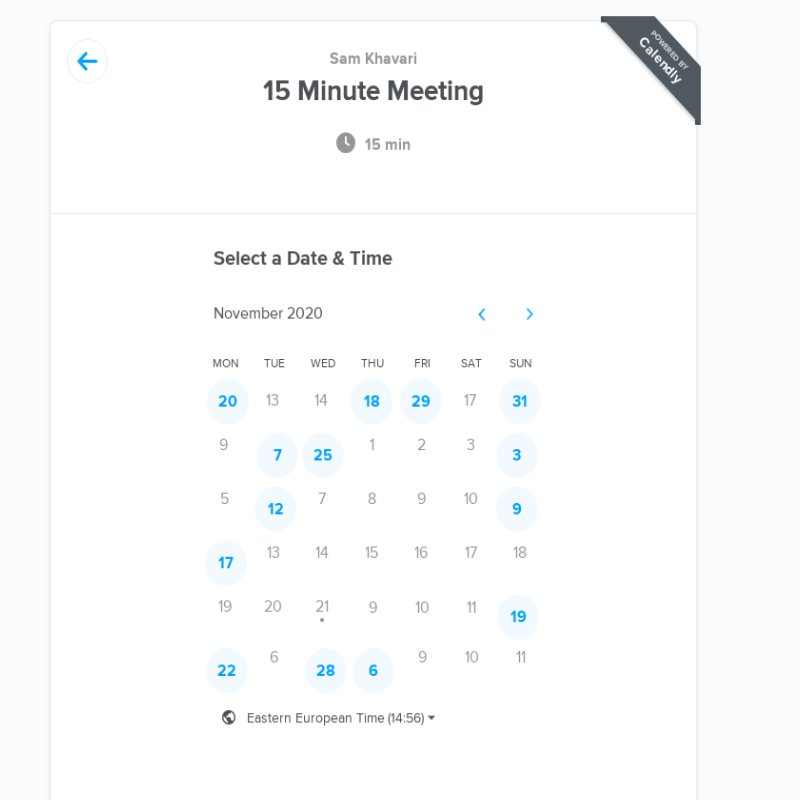 POWERED BY
Calendly
Sam Khavari
15 Minute Meeting
15 min
Select a Date & Time
November 2020
MON TUE WED THU FRI SAT SUN
20 13 14 18 29 17 31
9 7 25 1 2 3 3
5 12 7 8 9 10 9
17 13 14 15 16 17 18
19 20 21 9 10 11 19
22 6 28 6 9 10 11
Eastern European Time (14:56)